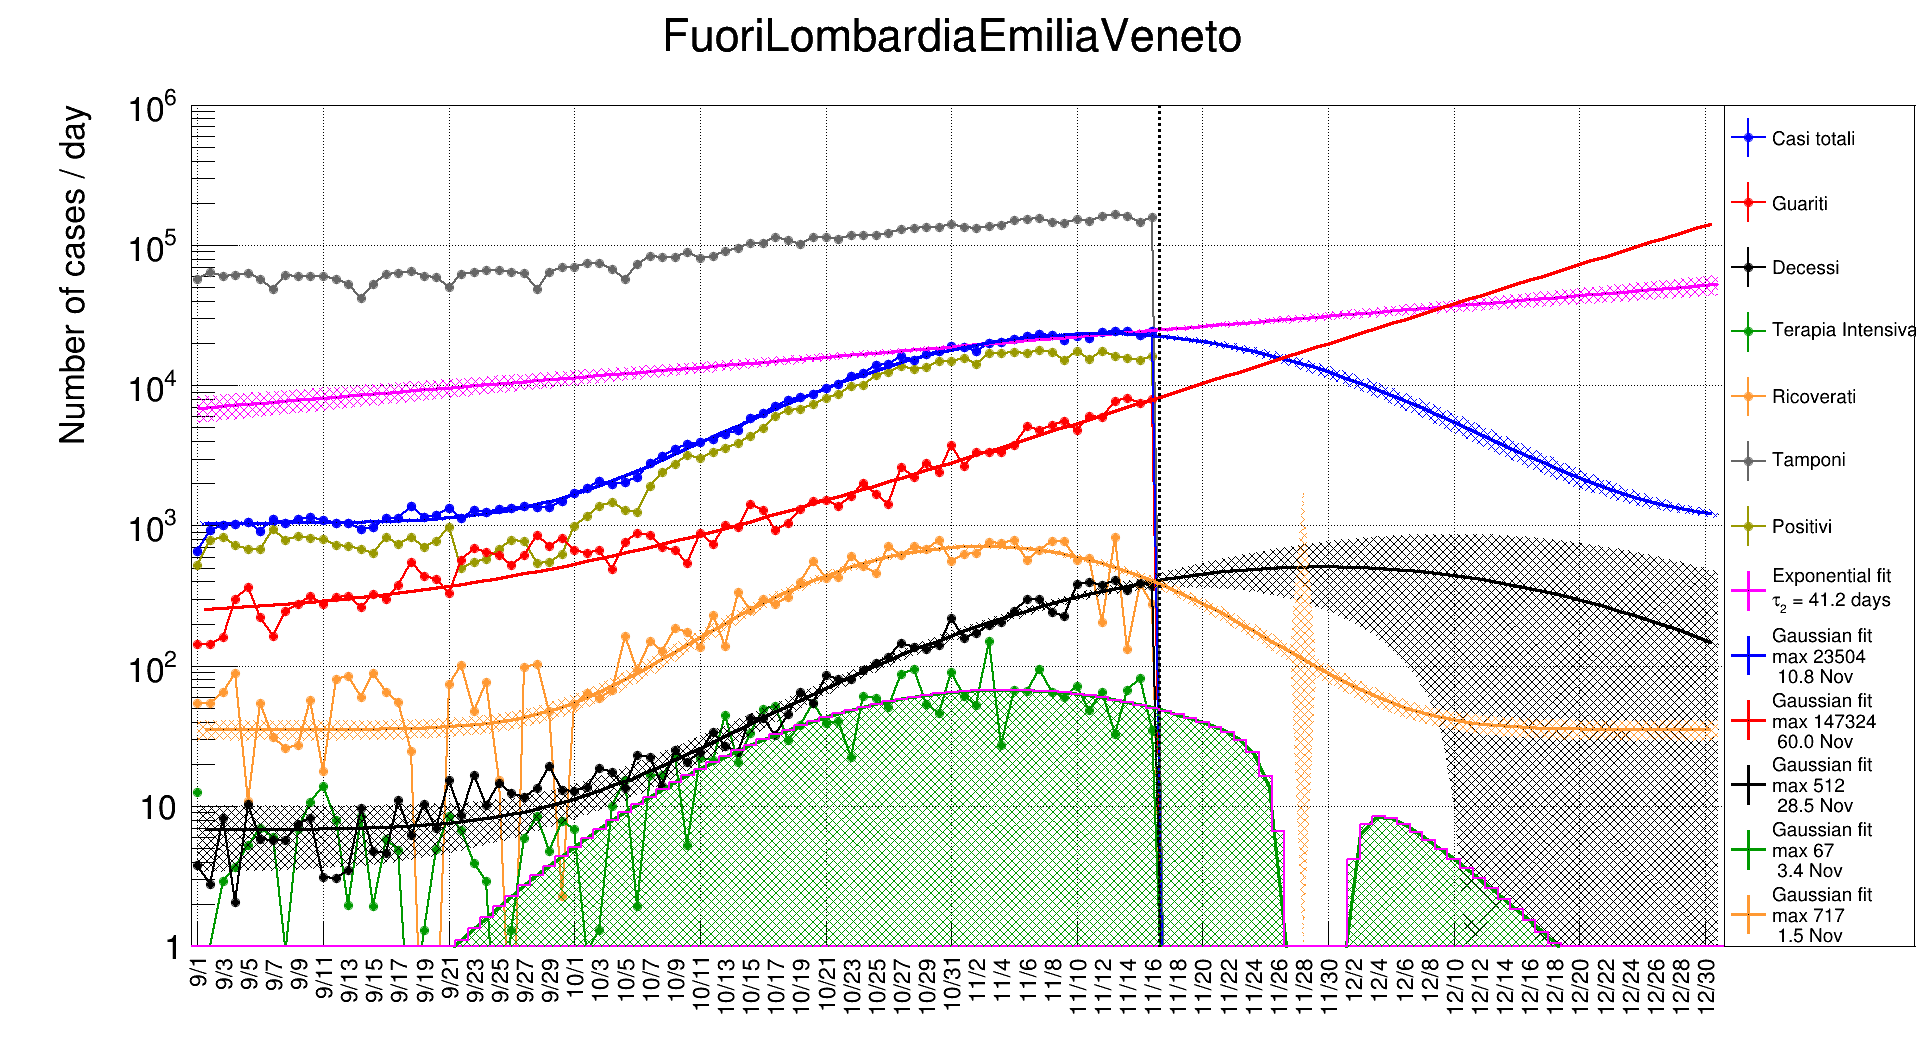 FuoriLombardiaEmiliaVeneto
Number of cases / day
10^6
10^5
10^4
10^3
10^2
10
1
9/1 9/3 9/5 9/7 9/9 9/11 9/13 9/15 9/17 9/19 9/21 9/23 9/25 9/27 9/29 10/1 10/3 10/5 10/7 10/9 10/11 10/13 10/15 10/17 10/19 10/21 10/23 10/25 10/27 10/29 10/31 11/2 11/4 11/6 11/8 11/10 11/12 11/14 11/16 11/18 11/20 11/22 11/24 11/26 11/28 11/30 12/2 12/4 12/6 12/8 12/10 12/12 12/14 12/16 12/18 12/20 12/22 12/24 12/26 12/28 12/30
Casi totali
Guariti
Decessi
Terapia Intensiva
Ricoverati
Tamponi
Positivi
Exponential fit
τ₂ = 41.2 days
Gaussian fit
max 23504
10.8 Nov
Gaussian fit
max 147324
60.0 Nov
Gaussian fit
max 512
28.5 Nov
Gaussian fit
max 67
3.4 Nov
Gaussian fit
max 717
1.5 Nov